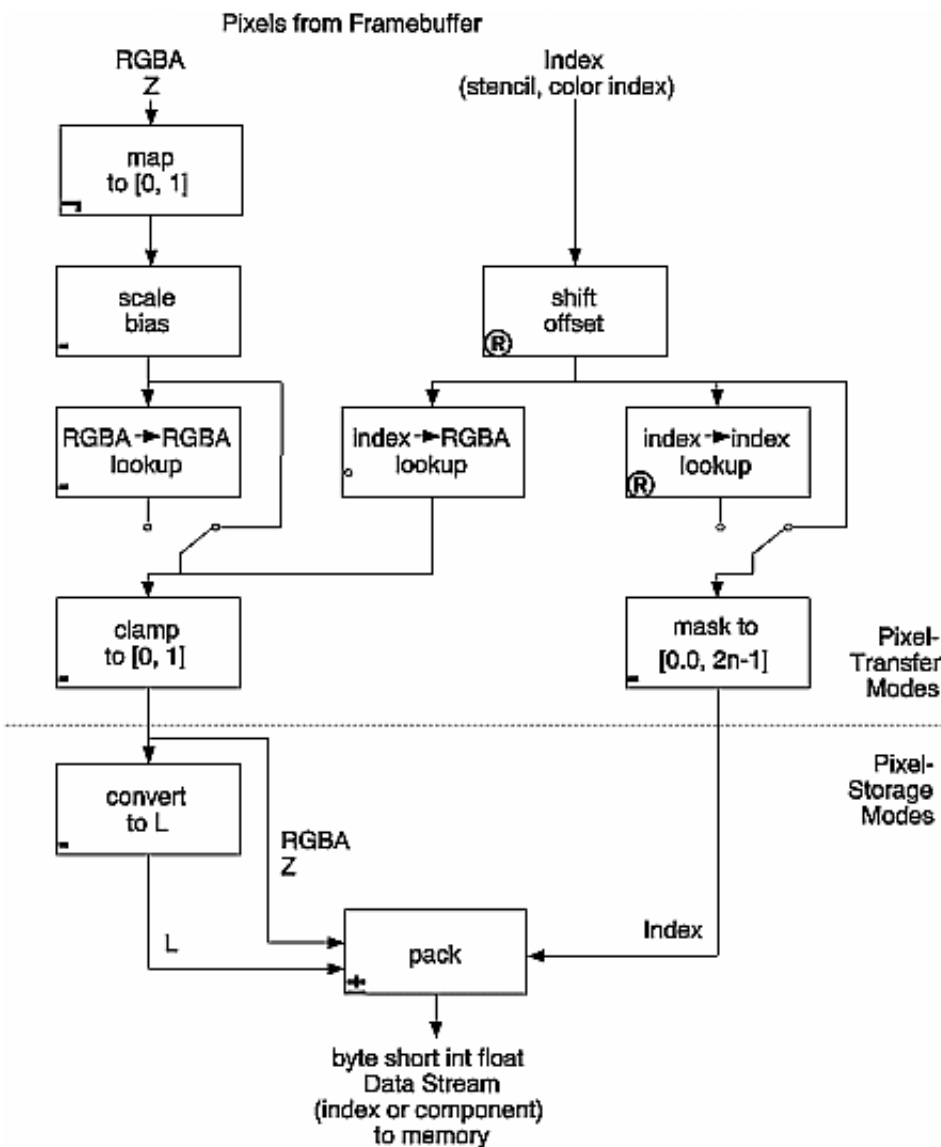 Pixels from Framebuffer
RGBA
Z
Index
(stencil, color index)
map
to [0, 1]
scale
bias
shift
offset
®
RGBA RGBA
lookup
index RGBA
lookup
index index
lookup
®
clamp
to [0, 1]
mask to
[0.0, 2n-1]
Pixel-
Transfer
Modes
Pixel-
Storage
Modes
convert
to L
RGBA
Z
L
pack
Index
byte short int float
Data Stream
(index or component)
to memory